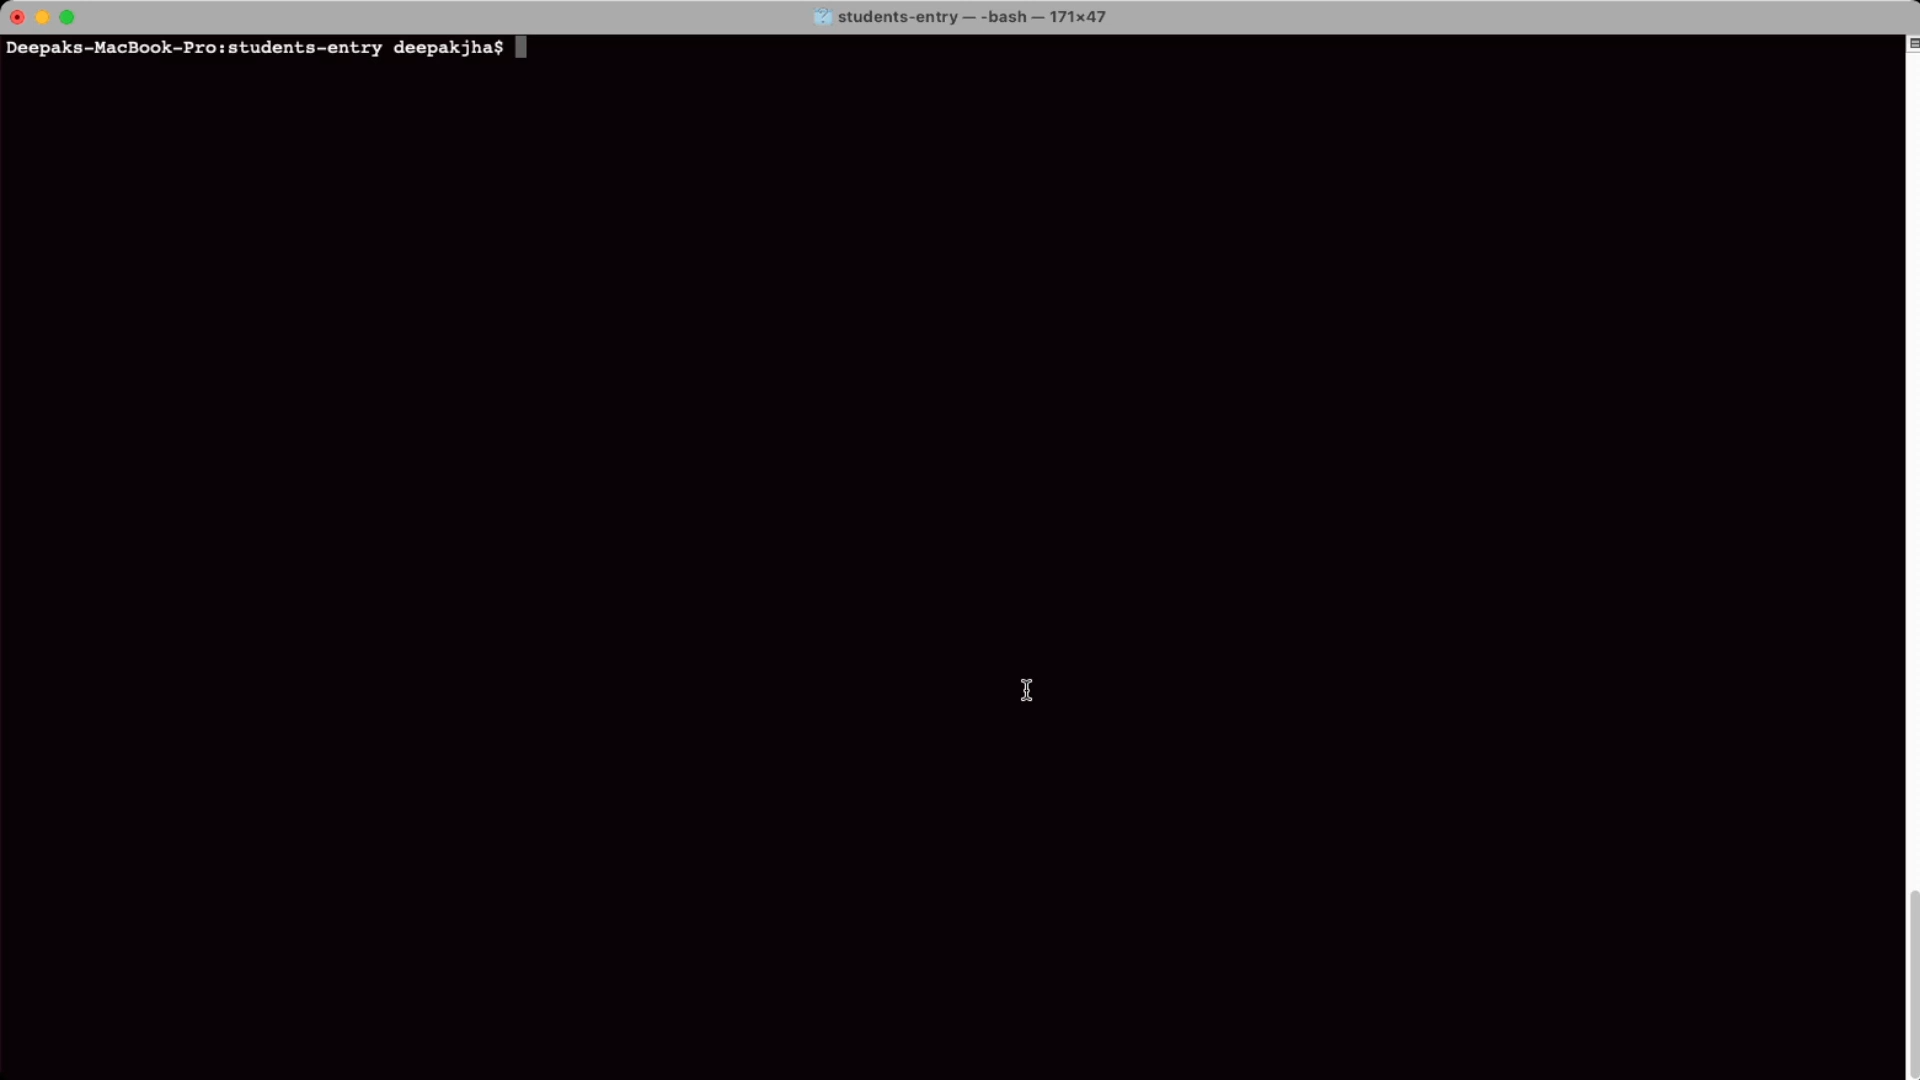 students-entry — -bash — 171×47
Deepaks-MacBook-Pro:students-entry deepakjha$